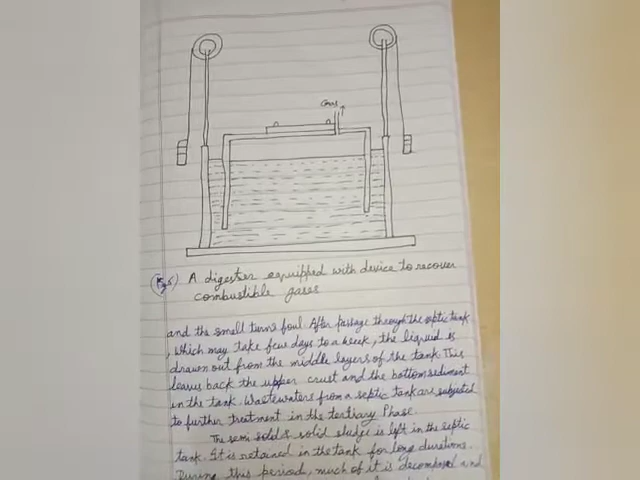 Gas
A digester equipped with device to recover
combustible gases
and the smell turns foul. After passage through the septic tank
, which may take few days to a week, the liquid is
drawn out from the middle layers of the tank. This
leaves back the upper crust and the bottom sediment
in the tank. Wastewaters from a septic tank are subjected
to further treatment in the tertiary Phase.
The semi solid & solid sludge is left in the septic
tank. It is retained in the tank for long durations.
During this period, much of it is decomposed and